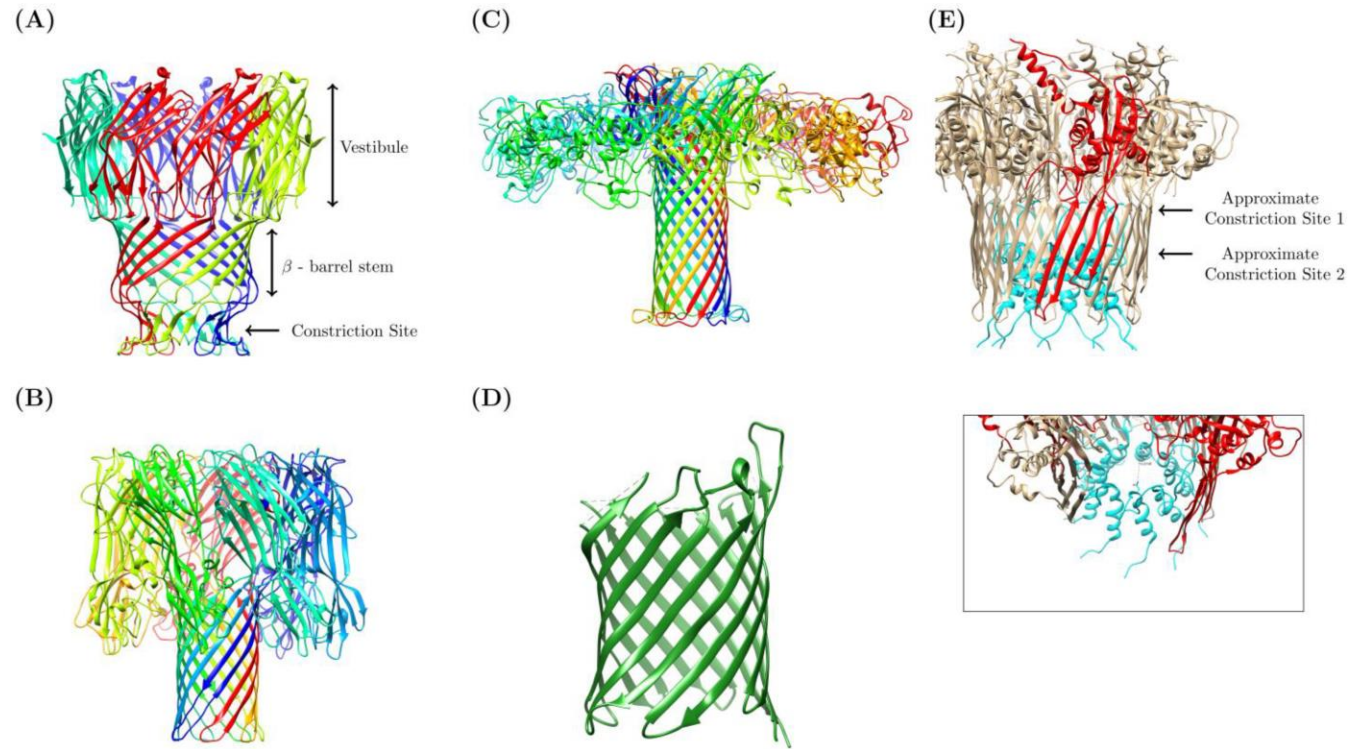 (A)
Vestibule
β - barrel stem
Constriction Site
(B)
(C)
(D)
(E)
Approximate
Constriction Site 1
Approximate
Constriction Site 2